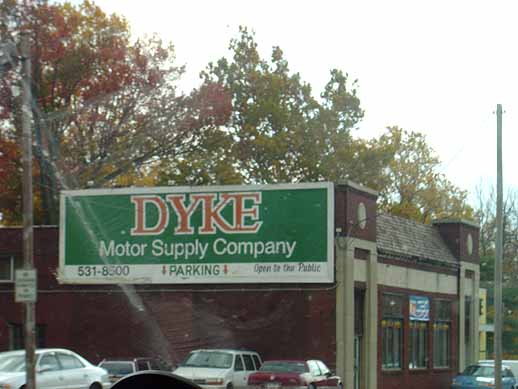 DYKE
Motor Supply Company
531-8500 ↓PARKING↓ Open to the Public